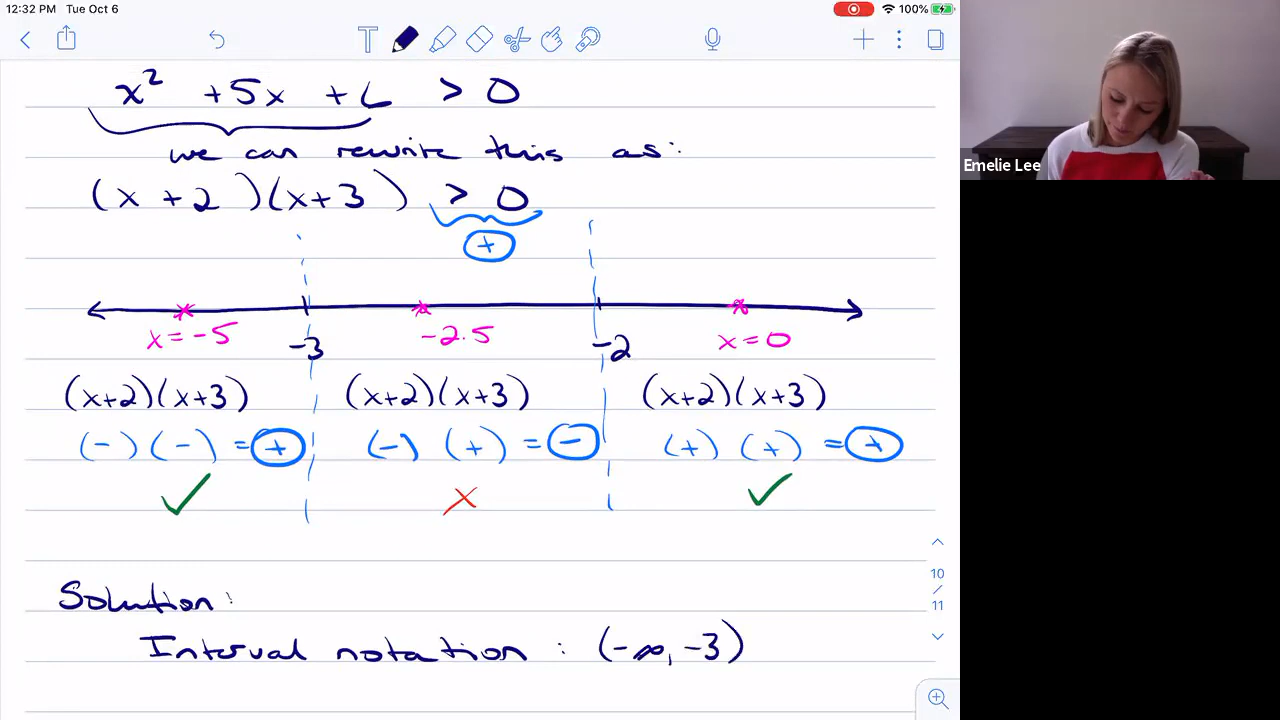 12:32 PM Tue Oct 6
100%
x² + 5x + 6 > 0
we can rewrite this as:
(x + 2)(x + 3) > 0
+
x = -5 -3 -2.5 -2 x = 0
(x+2)(x+3) (x+2)(x+3) (x+2)(x+3)
(-)(-) = + (-)(+) = - (+)(+) = +
✓ ✗ ✓
Solution:
Interval notation : (-∞, -3)
10
/
11
Emelie Lee